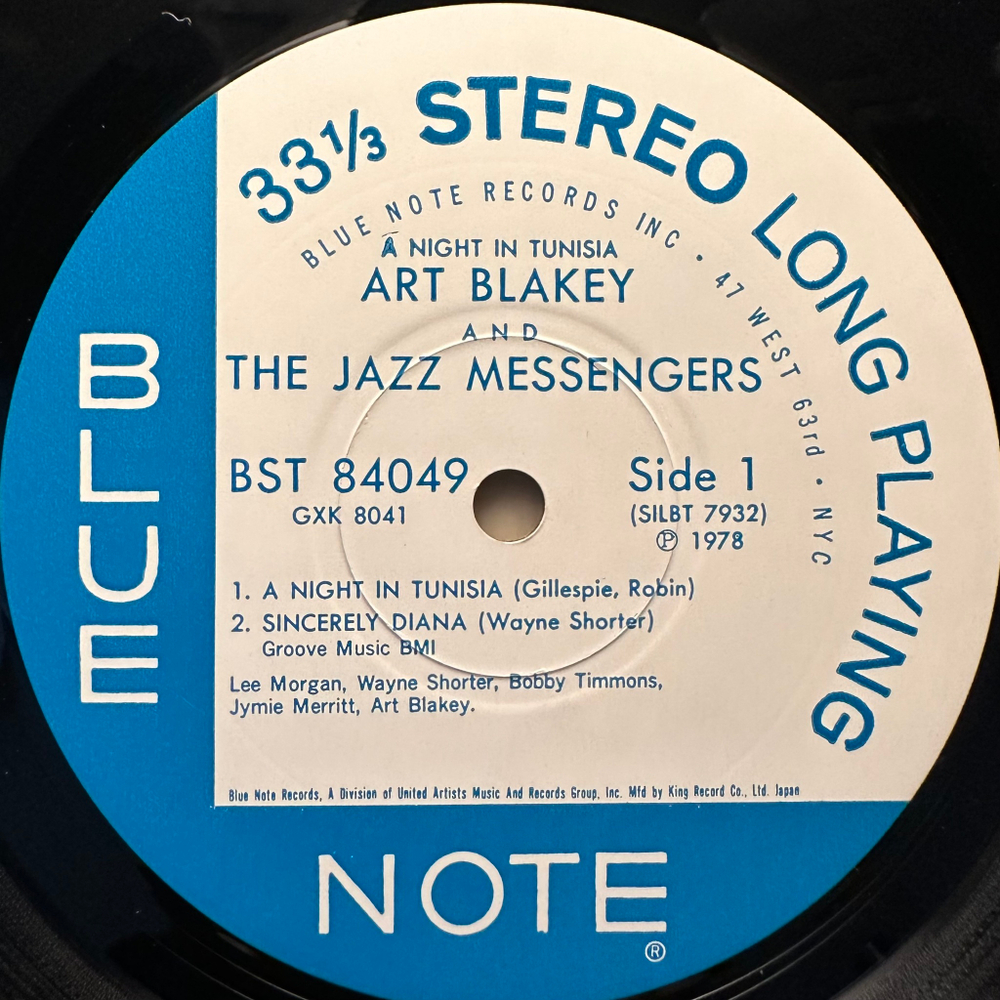 33⅓ STEREO LONG PLAYING
BLUE NOTE RECORDS INC • 47 WEST 63rd • NYC
A NIGHT IN TUNISIA
ART BLAKEY
AND
THE JAZZ MESSENGERS
BST 84049
GXK 8041
Side 1
(SILBT 7932)
Ⓟ 1978
1. A NIGHT IN TUNISIA (Gillespie, Robin)
2. SINCERELY DIANA (Wayne Shorter)
Groove Music BMI
Lee Morgan, Wayne Shorter, Bobby Timmons,
Jymie Merritt, Art Blakey.
Blue Note Records, A Division of United Artists Music And Records Group, Inc. Mfd by King Record Co., Ltd. Japan
BLUE
NOTE
®